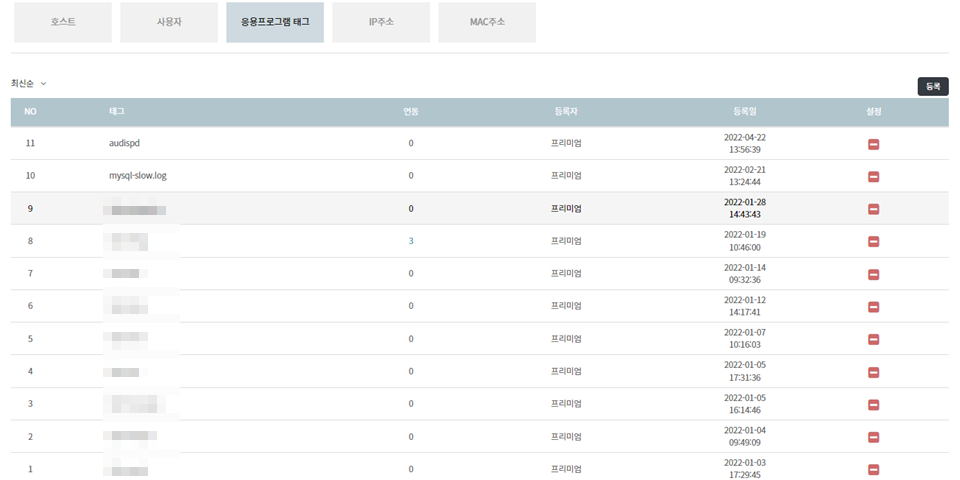 호스트 사용자 응용프로그램 태그 IP주소 MAC주소
최신순
등록
NO 태그 연동 등록자 등록일 설정
11 audispd 0 프리미엄 2022-04-22
13:56:39
10 mysql-slow.log 0 프리미엄 2022-02-21
13:24:44
9 0 프리미엄 2022-01-28
14:43:43
8 3 프리미엄 2022-01-19
10:46:00
7 0 프리미엄 2022-01-14
09:32:36
6 0 프리미엄 2022-01-12
14:17:41
5 0 프리미엄 2022-01-07
10:16:03
4 0 프리미엄 2022-01-05
17:31:36
3 0 프리미엄 2022-01-05
16:14:46
2 0 프리미엄 2022-01-04
09:49:09
1 0 프리미엄 2022-01-03
17:29:45